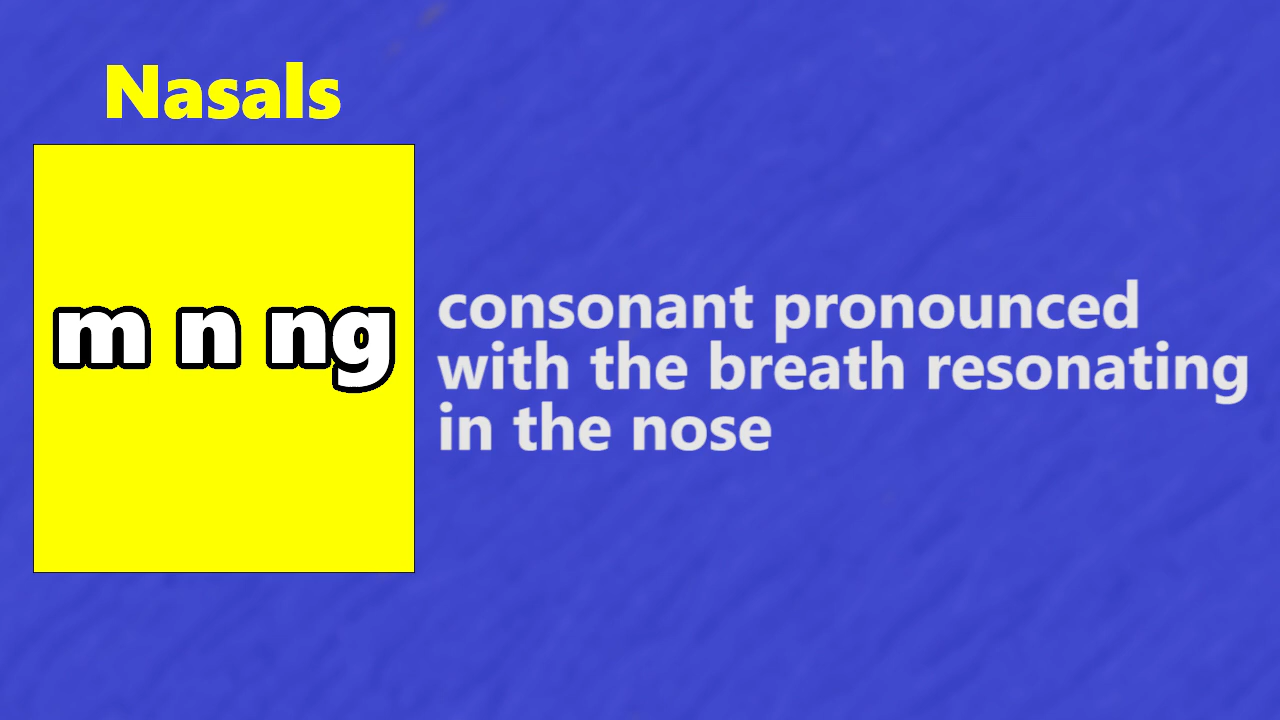 Nasals
m n ng
consonant pronounced
with the breath resonating
in the nose